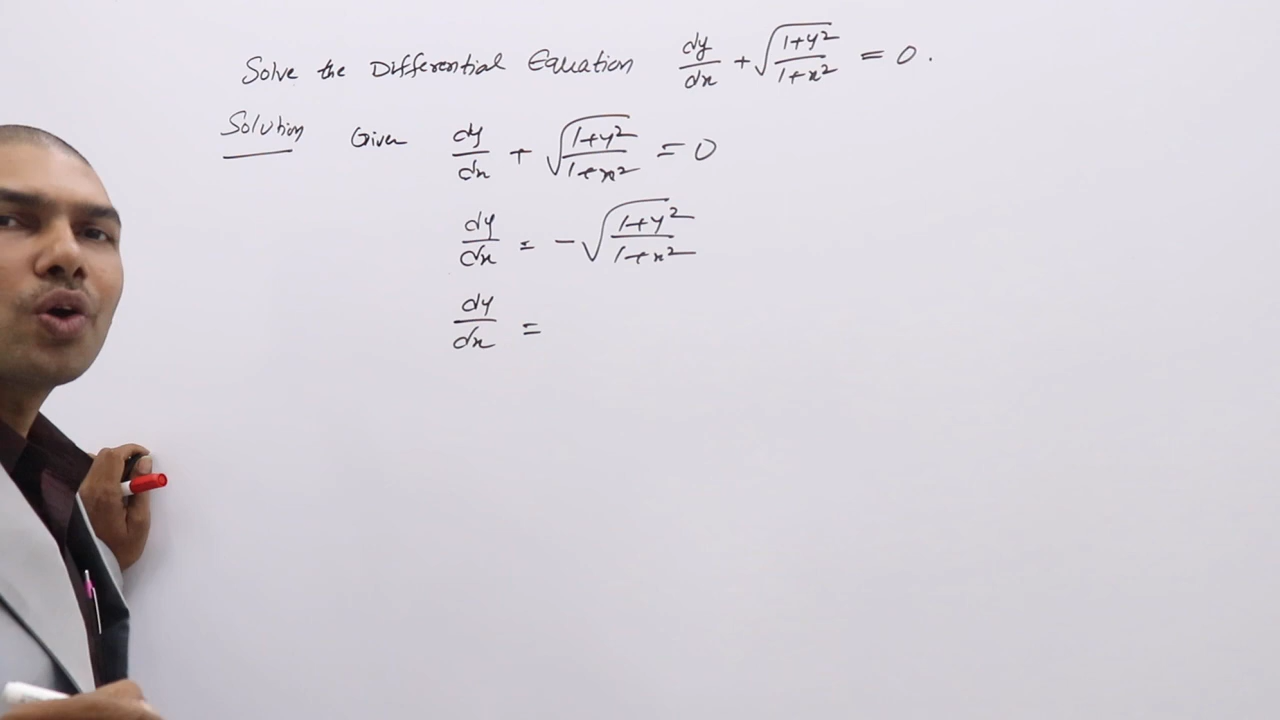 Solve the Differential Equation dy/dx + √(1+y²/1+x²) = 0.
Solution Given dy/dx + √(1+y²/1+x²) = 0
dy/dx = - √(1+y²/1+x²)
dy/dx =